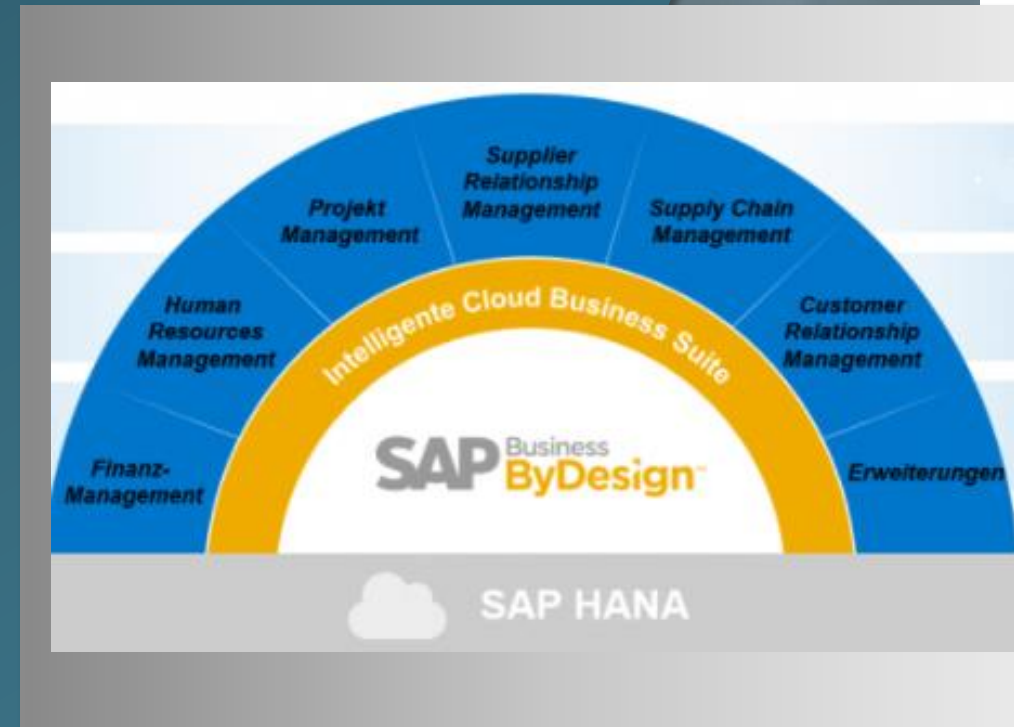 Supplier
Relationship
Management
Projekt
Management
Supply Chain
Management
Human
Resources
Management
Customer
Relationship
Management
Finanz-
Management
Erweiterungen
Intelligente Cloud Business Suite
SAP Business
ByDesign™
SAP HANA